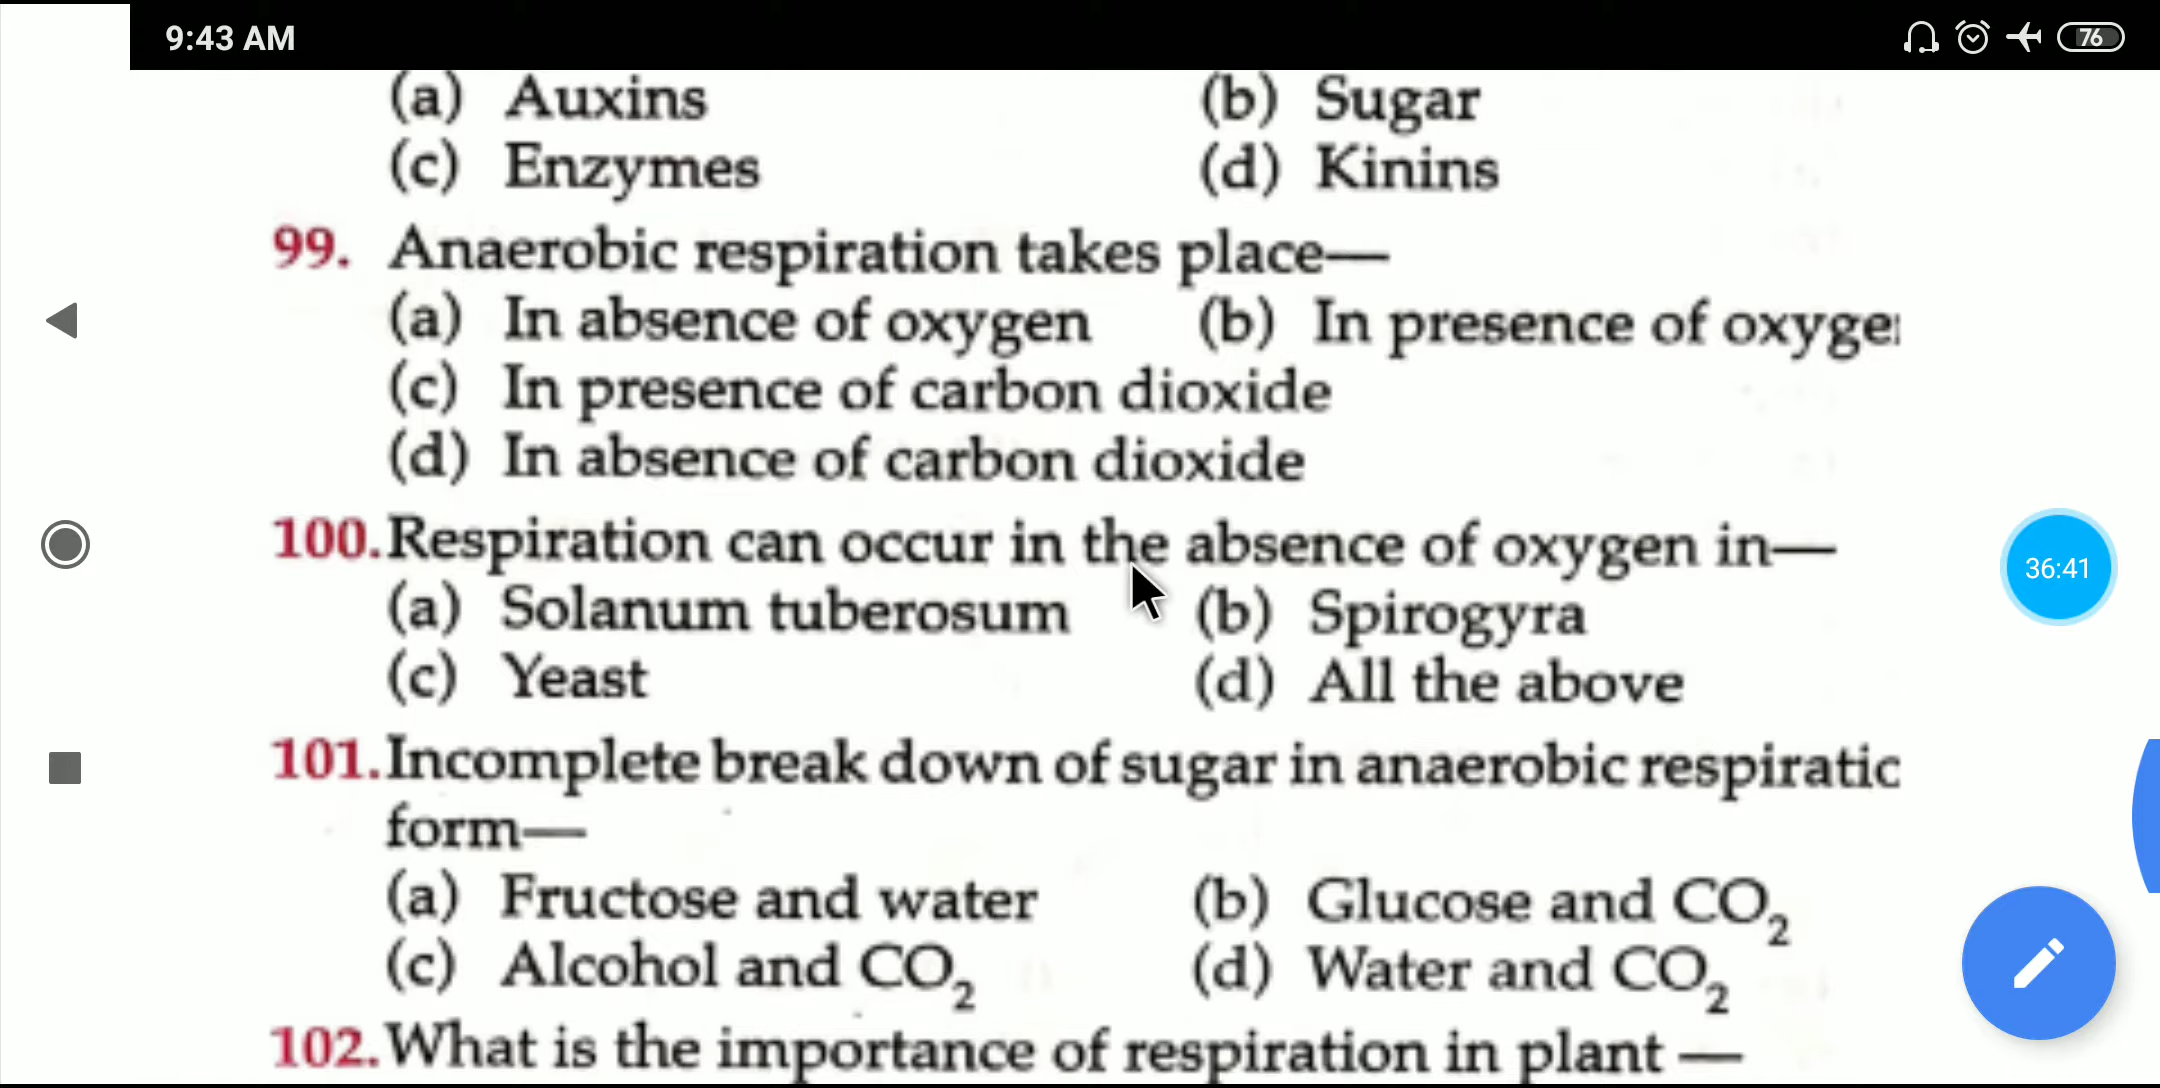 9:43 AM 76
(a) Auxins (b) Sugar
(c) Enzymes (d) Kinins
99. Anaerobic respiration takes place—
(a) In absence of oxygen (b) In presence of
(c) In presence of carbon dioxide
(d) In absence of carbon dioxide
100. Respiration can occur in the absence of oxygen in—
36:41
(a) Solanum tuberosum (b) Spirogyra
(c) Yeast (d) All the above
101. Incomplete break down of sugar in anaerobic
form—
(a) Fructose and water (b) Glucose and CO₂
(c) Alcohol and CO₂ (d) Water and CO₂
102. What is the importance of respiration in plant —